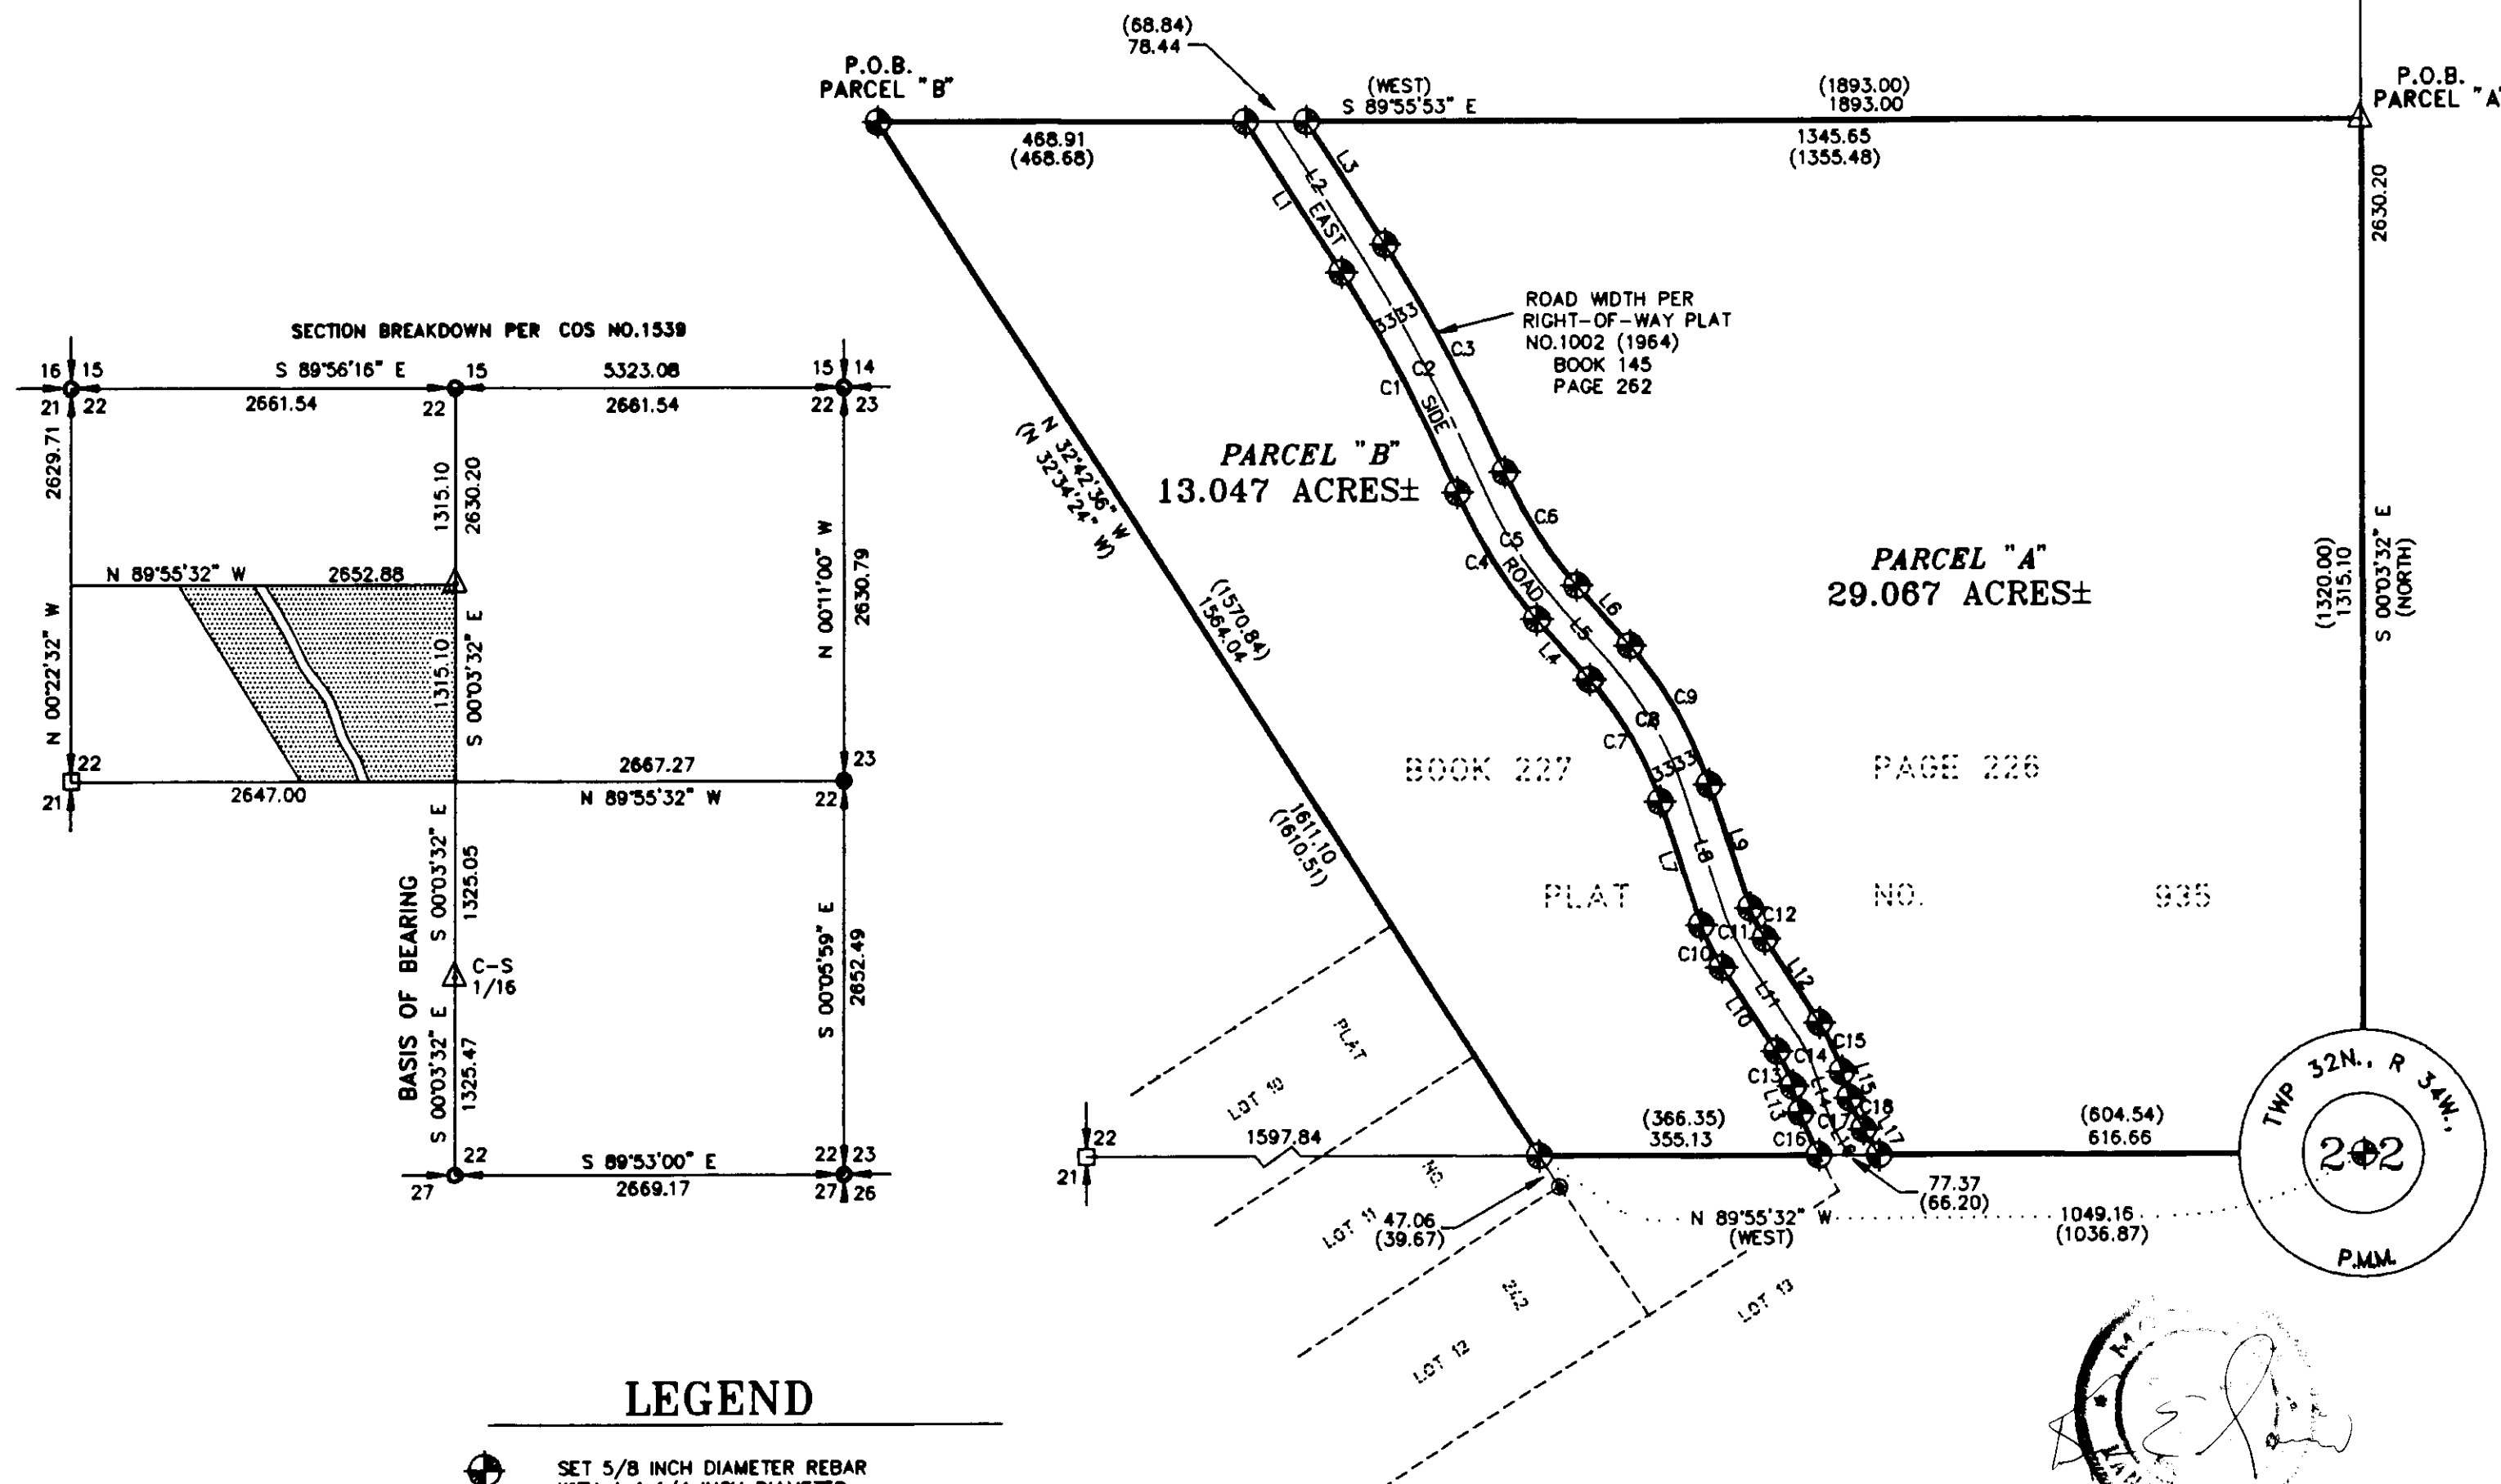 (68.84)
78.44
P.O.B.
PARCEL "B"
(WEST)
S 89°55'53" E
(1893.00)
1893.00
P.O.B.
PARCEL "A"
468.91
(468.68)
1345.65
(1355.48)
L1
L2
L3
EAST
SIDE
ROAD
2630.20
3333
C1
C2
C3
ROAD WIDTH PER
RIGHT-OF-WAY PLAT
NO.1002 (1964)
BOOK 145
PAGE 262
SECTION BREAKDOWN PER COS NO.1539
16 15
S 89°56'16" E
15
5323.08
15 14
21 22
2661.54
22
2661.54
22 23
2629.71
N 00°22'32" W
1315.10
2630.20
N 00°11'00" W
2630.79
N 89°55'32" W
2652.88
1315.10
S 00°03'32" E
22
21
2647.00
2667.27
N 89°55'32" W
23
22
BASIS OF BEARING
S 00°03'32" E
1325.05
C-S
1/16
S 00°03'32" E
1325.47
S 00°05'59" E
2652.49
22
27
S 89°53'00" E
2669.17
22 23
27 26
N 32°42'36" W
(N 32°34'24" W)
PARCEL "B"
13.047 ACRES±
PARCEL "A"
29.067 ACRES±
(1320.00)
1315.10
S 00°03'32" E
(NORTH)
(1570.84)
1564.04
1611.10
(1610.51)
C4
C5
C6
L4
L5
L6
C7
C8
C9
3333
L7
L8
L9
BOOK 227
PAGE 226
PLAT
NO.
935
C10
C11
C12
L10
L11
L12
C13
C14
C15
L13
L14
L15
C16
C17
C18
L17
PLAT
LOT 10
22
21
1597.84
NO.
LOT 11
47.06
(39.67)
(366.35)
355.13
(604.54)
616.66
77.37
(66.20)
N 89°55'32" W
(WEST)
1049.16
(1036.87)
LOT 12
LOT 13
TWP 32N., R 34W.,
22
P.M.M.
LEGEND
SET 5/8 INCH DIAMETER REBAR